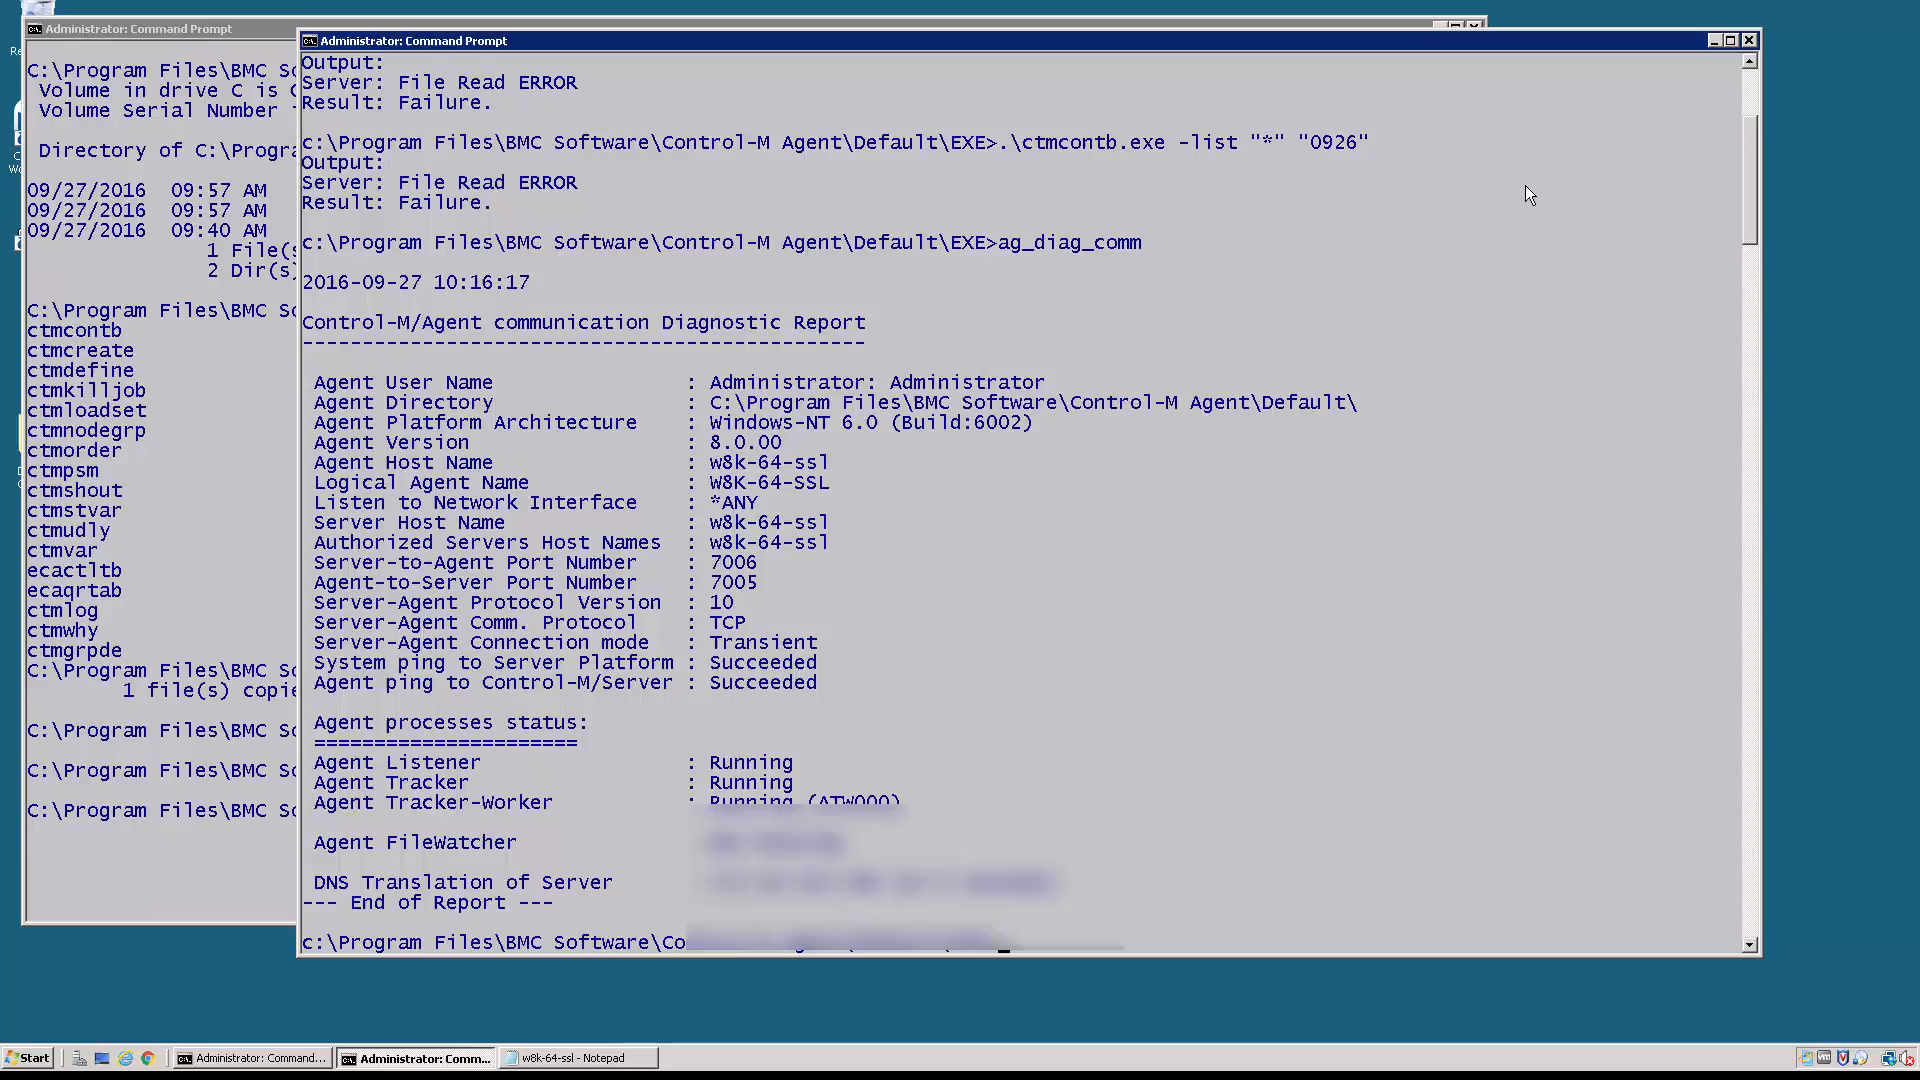 Administrator: Command Prompt
C:\Program Files\BMC
Volume in drive C is
Volume Serial Number
Directory of
09/27/2016 09:57 AM
09/27/2016 09:57 AM
09/27/2016 09:40 AM
1
2
C:\Program Files\BMC
ctmcontb
ctmcreate
ctmdefine
ctmkilljob
ctmloadset
ctmnodegrp
ctmorder
ctmpsm
ctmshout
ctmstvar
ctmudly
ctmvar
ecactltb
ecaqrtab
ctmlog
ctmwhy
ctmgrpde
C:\Program Files\BMC
1 file(s)
C:\Program Files\BMC
C:\Program Files\BMC
C:\Program Files\BMC
Administrator: Command Prompt
Output:
Server: File Read ERROR
Result: Failure.
c:\Program Files\BMC Software\Control-M Agent\Default\EXE>.\ctmcontb.exe -list "*" "0926"
Output:
Server: File Read ERROR
Result: Failure.
c:\Program Files\BMC Software\Control-M Agent\Default\EXE>ag_diag_comm
2016-09-27 10:16:17
Control-M/Agent communication Diagnostic Report
-----------------------------------------------
Agent User Name : Administrator: Administrator
Agent Directory : C:\Program Files\BMC Software\Control-M Agent\Default\
Agent Platform Architecture : Windows-NT 6.0 (Build:6002)
Agent Version : 8.0.00
Agent Host Name : w8k-64-ssl
Logical Agent Name : W8K-64-SSL
Listen to Network Interface : *ANY
Server Host Name : w8k-64-ssl
Authorized Servers Host Names : w8k-64-ssl
Server-to-Agent Port Number : 7006
Agent-to-Server Port Number : 7005
Server-Agent Protocol Version : 10
Server-Agent Comm. Protocol : TCP
Server-Agent Connection mode : Transient
System ping to Server Platform : Succeeded
Agent ping to Control-M/Server : Succeeded
Agent processes status:
======================
Agent Listener : Running
Agent Tracker : Running
Agent Tracker-Worker : Running (ATW000)
Agent FileWatcher
DNS Translation of Server
--- End of Report ---
c:\Program Files\BMC
Start
Administrator: Command...
Administrator: Comm...
w8k-64-ssl - Notepad